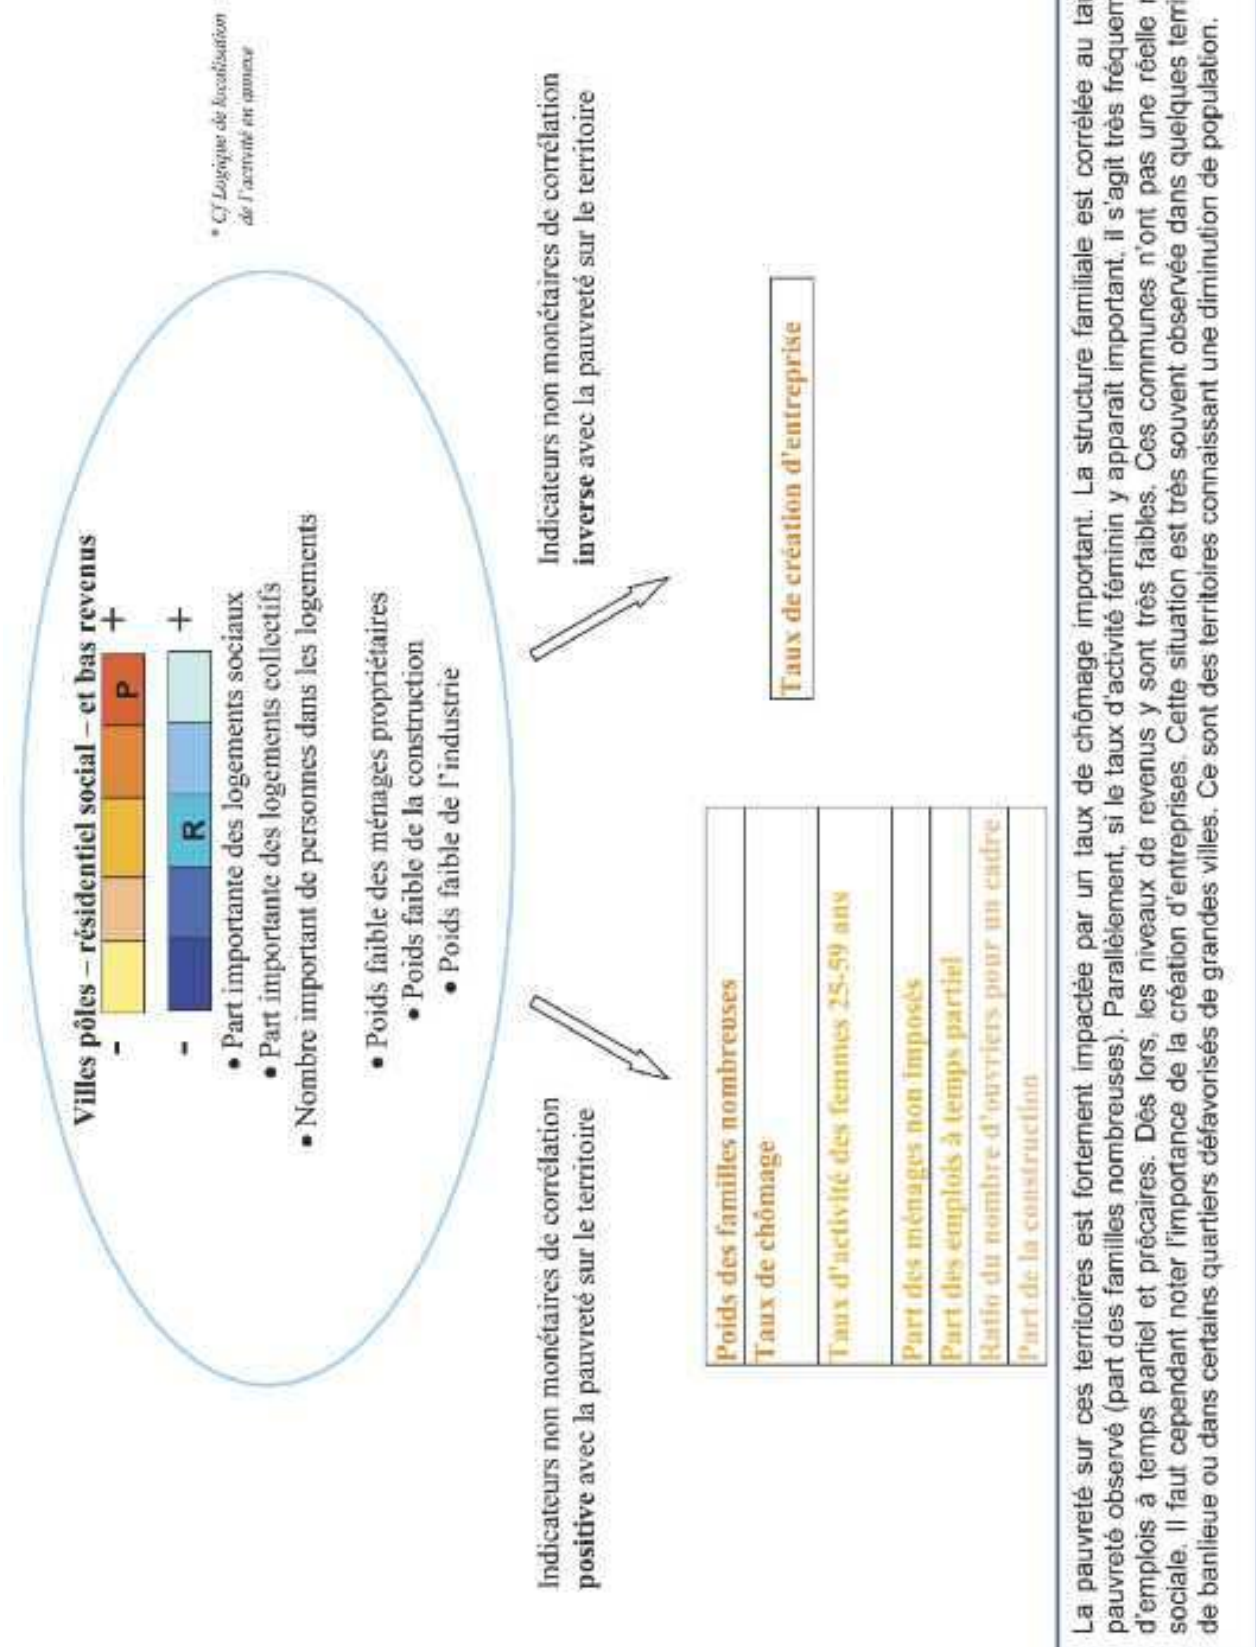 * Cf Logique de localisation
de l'activité en annexe
Villes pôles – résidentiel social – et bas revenus
- P +
- R +
• Part importante des logements sociaux
• Part importante des logements collectifs
• Nombre important de personnes dans les logements
• Poids faible des ménages propriétaires
• Poids faible de la construction
• Poids faible de l'industrie
Indicateurs non monétaires de corrélation
positive avec la pauvreté sur le territoire
Indicateurs non monétaires de corrélation
inverse avec la pauvreté sur le territoire
Poids des familles nombreuses
Taux de chômage
Taux d'activité des femmes 25-59 ans
Part des ménages non imposés
Part des emplois à temps partiel
Ratio du nombre d'ouvriers pour un cadre
Part de la construction
Taux de création d'entreprise
La pauvreté sur ces territoires est fortement impactée par un taux de chômage important. La structure familiale est corrélée au
pauvreté observé (part des familles nombreuses). Parallèlement, si le taux d'activité féminin y apparaît important, il s'agit très
d'emplois à temps partiel et précaires. Dès lors, les niveaux de revenus y sont très faibles. Ces communes n'ont pas une réelle
sociale. Il faut cependant noter l'importance de la création d'entreprises. Cette situation est très souvent observée dans quelques
de banlieue ou dans certains quartiers défavorisés de grandes villes. Ce sont des territoires connaissant une diminution de population.